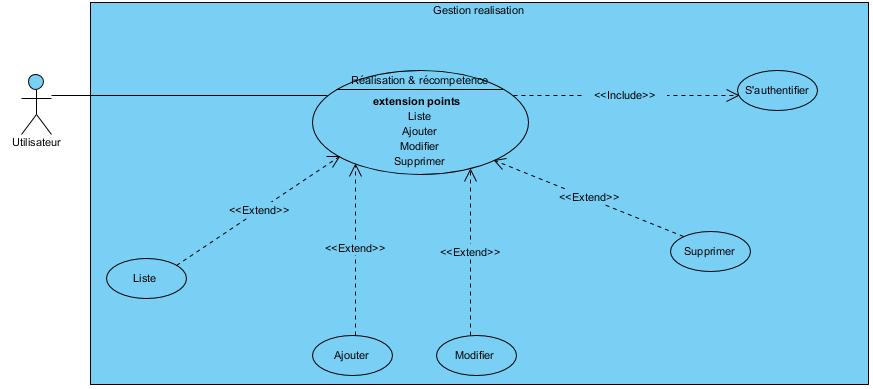 Gestion realisation
Réalisation & récompetence
extension points
Liste
Ajouter
Modifier
Supprimer
<<Include>>
S'authentifier
Utilisateur
<<Extend>>
<<Extend>>
<<Extend>>
<<Extend>>
Liste
Supprimer
Ajouter
Modifier